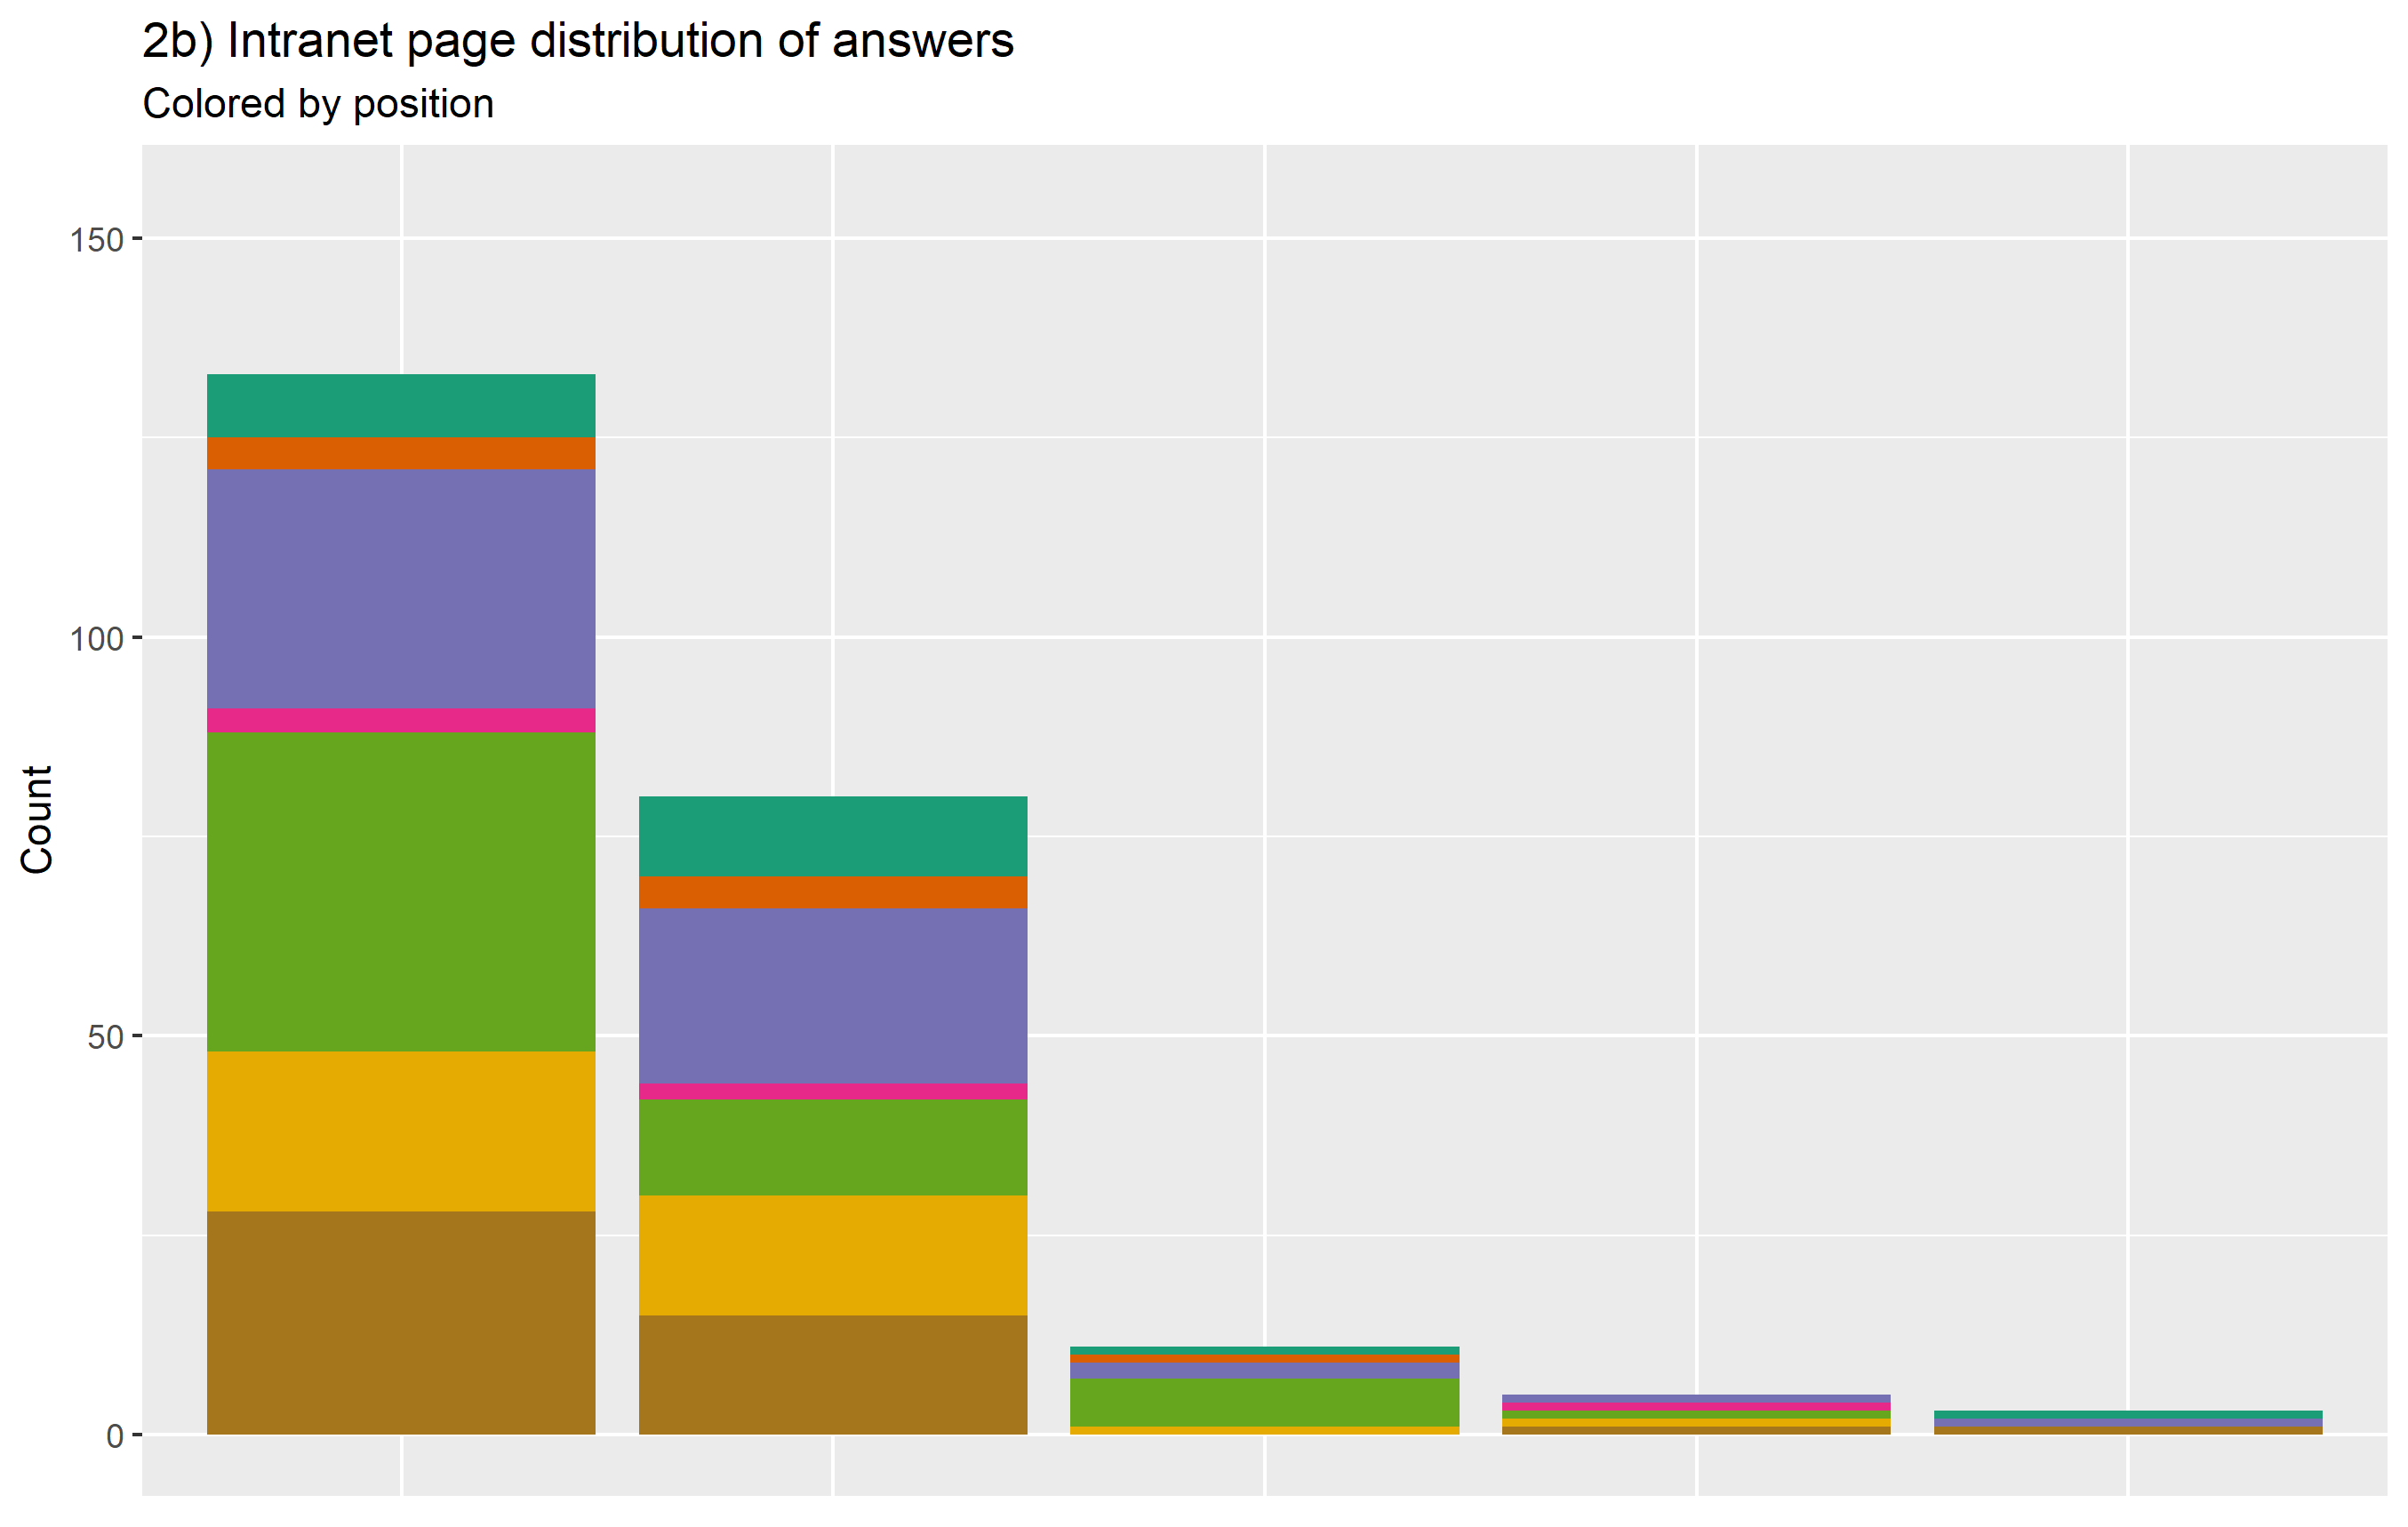 2b) Intranet page distribution of answers
Colored by position
150
100
50
0
Count